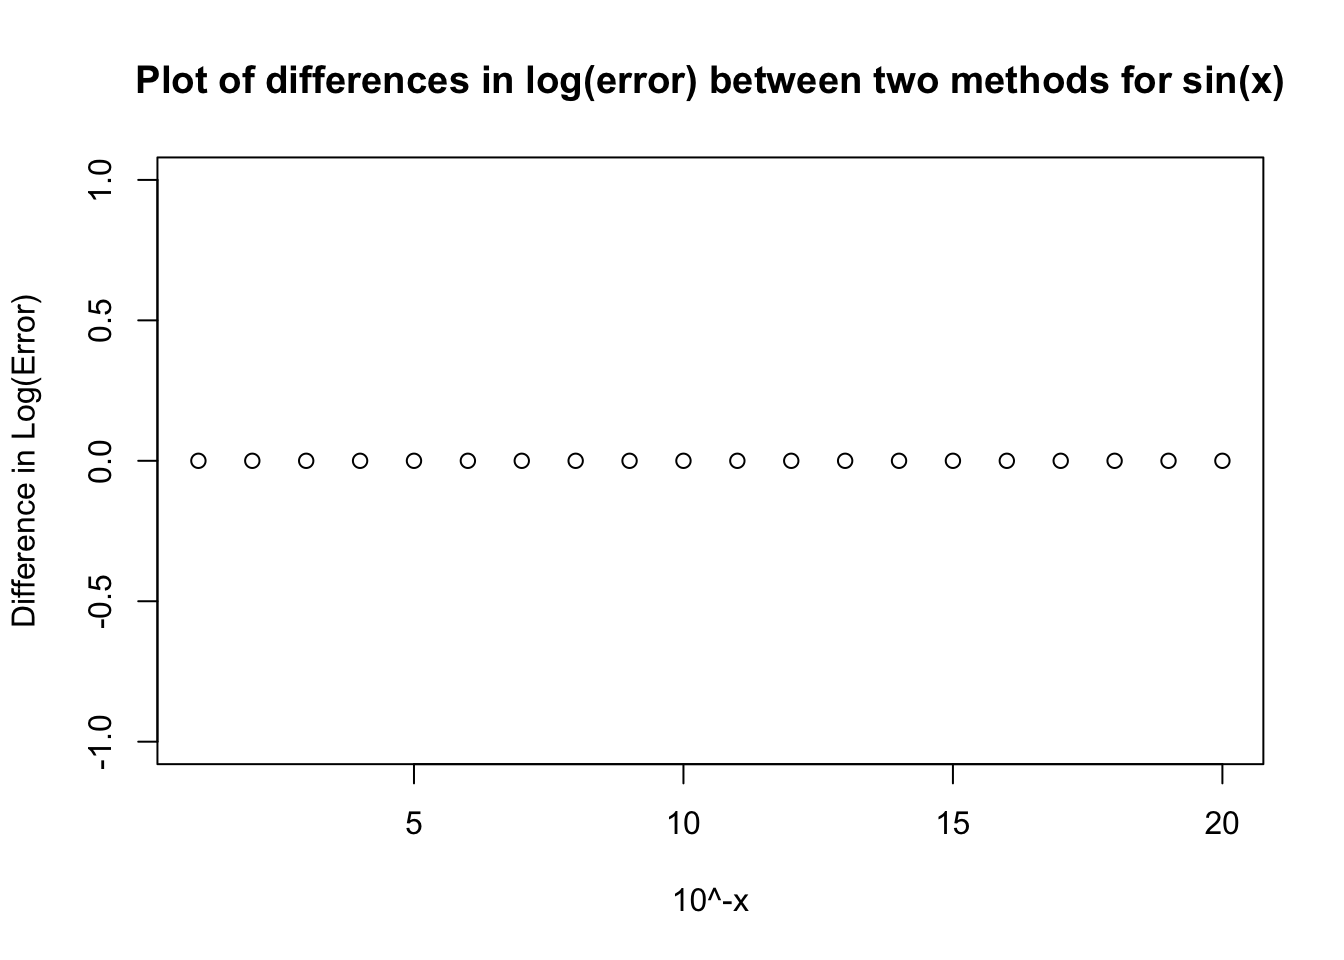 Plot of differences in log(error) between two methods for sin(x)
Difference in Log(Error)
1.0
0.5
0.0
-0.5
-1.0
5 10 15 20
10^-x